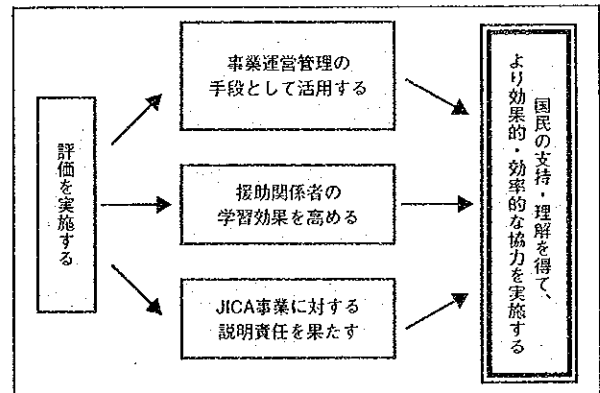 評価を実施する
事業運営管理の
手段として活用する
援助関係者の
学習効果を高める
JICA事業に対する
説明責任を果たす
国民の支持・理解を得て、
より効果的・効率的な協力を実施する